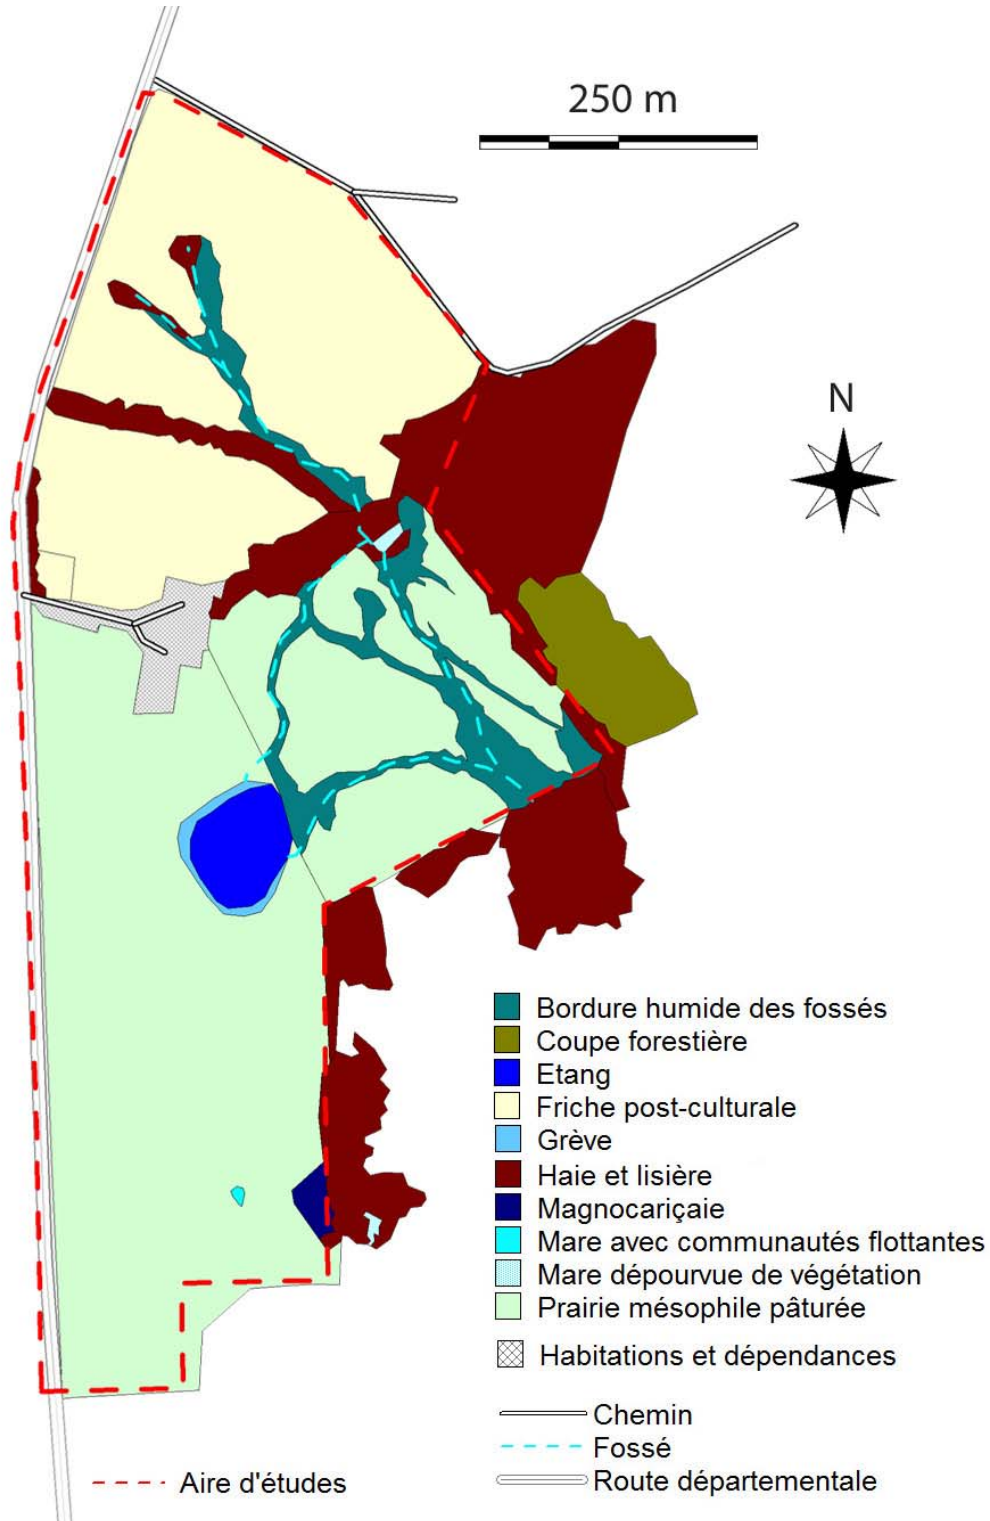 250 m
N
Bordure humide des fossés
Coupe forestière
Etang
Friche post-culturale
Grève
Haie et lisière
Magnocariçaie
Mare avec communautés flottantes
Mare dépourvue de végétation
Prairie mésophile pâturée
Habitations et dépendances
Chemin
Fossé
Route départementale
Aire d'études